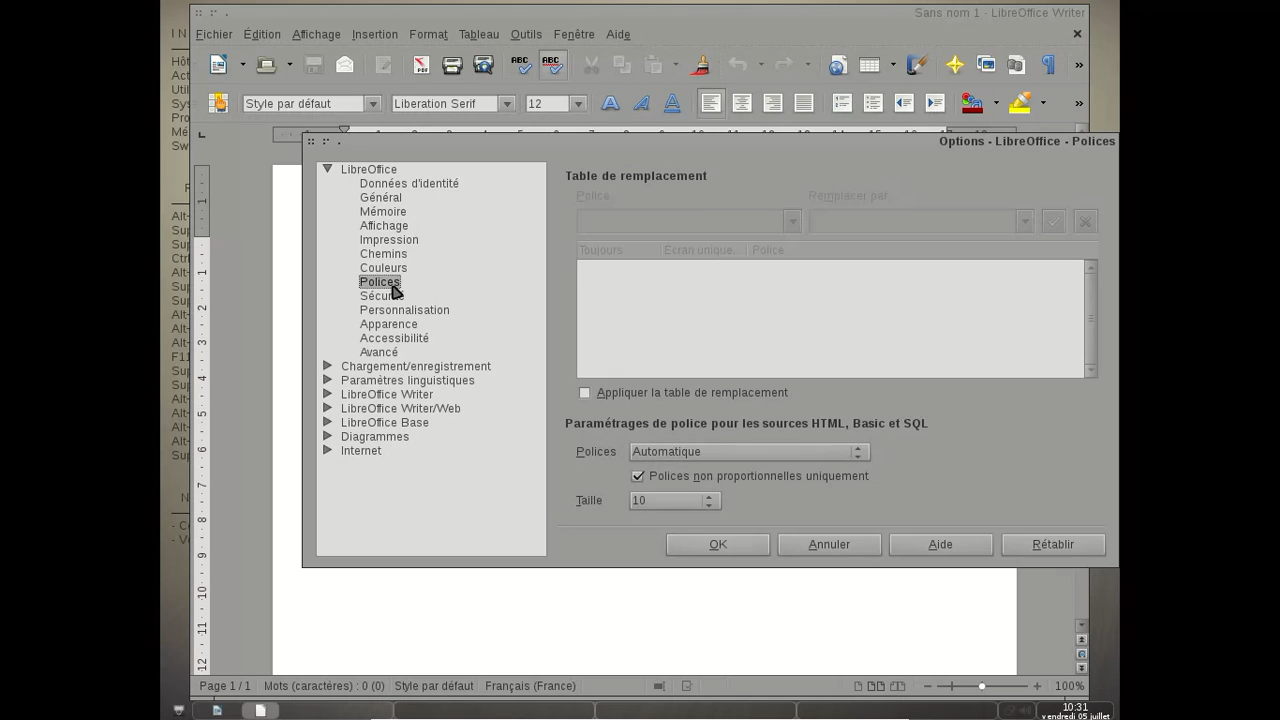 Sans nom 1 - LibreOffice Writer
Fichier Édition Affichage Insertion Format Tableau Outils Fenêtre Aide
Style par défaut Liberation Serif 12
Options - LibreOffice - Polices
LibreOffice
Données d'identité
Général
Mémoire
Affichage
Impression
Chemins
Couleurs
Polices
Personnalisation
Apparence
Accessibilité
Avancé
Chargement/enregistrement
Paramètres linguistiques
LibreOffice Writer
LibreOffice Writer/Web
LibreOffice Base
Diagrammes
Internet
Table de remplacement
Police Remplacer par
Toujours Ecran unique... Police
Appliquer la table de remplacement
Paramétrages de police pour les sources HTML, Basic et SQL
Polices Automatique
Polices non proportionnelles uniquement
Taille 10
OK Annuler Aide Rétablir
Page 1 / 1 Mots (caractères) : 0 (0) Style par défaut Français (France) 100%
10:31
vendredi 05 juillet